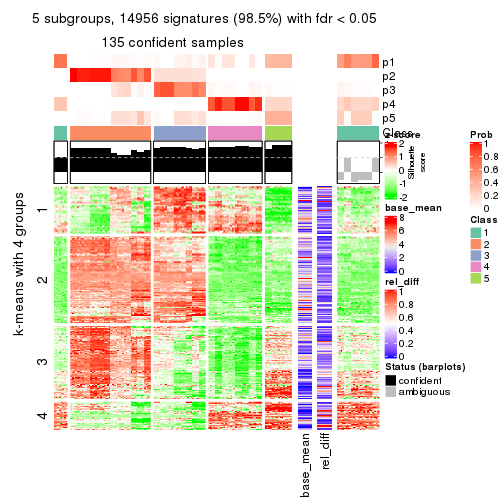 5 subgroups, 14956 signatures (98.5%) with fdr < 0.05
135 confident samples
p1
p2
p3
p4
p5
Class
k-means with 4 groups
1
2
3
4
base_mean
rel_diff
z-score
2
1
0
-1
-2
Silhouette
score
base_mean
8
6
4
2
0
rel_diff
1
0.8
0.6
0.4
0.2
0
Status (barplots)
confident
ambiguous
Prob
1
0.8
0.6
0.4
0.2
0
Class
1
2
3
4
5